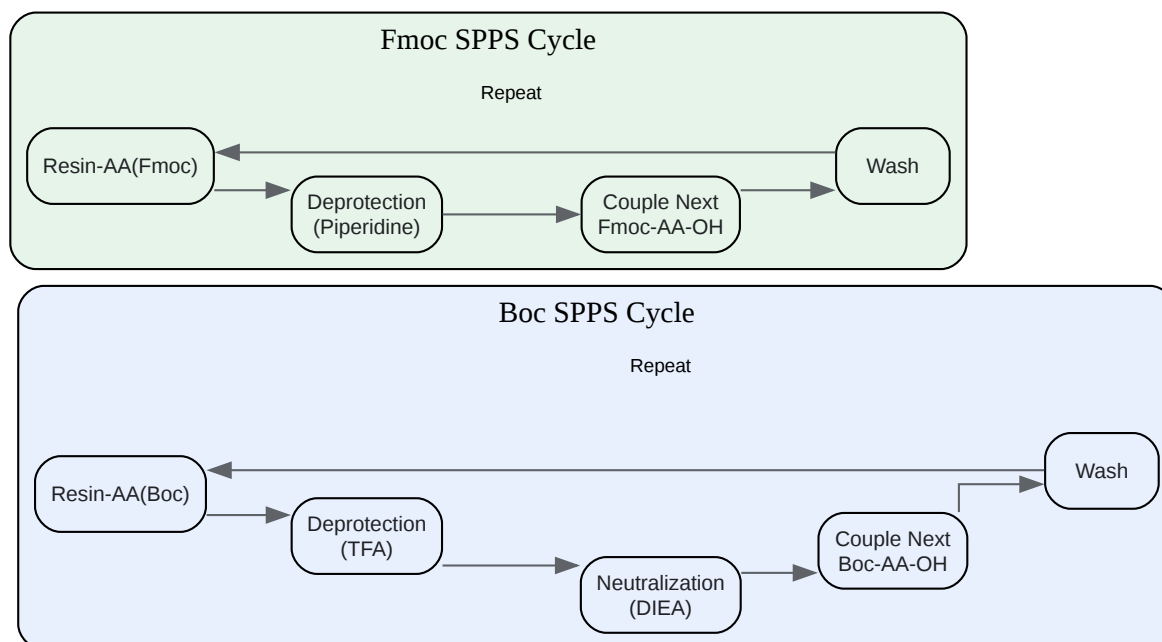 Fmoc SPPS Cycle
Repeat
Resin-AA(Fmoc)
Deprotection
(Piperidine)
Couple Next
Fmoc-AA-OH
Wash
Boc SPPS Cycle
Repeat
Resin-AA(Boc)
Deprotection
(TFA)
Neutralization
(DIEA)
Couple Next
Boc-AA-OH
Wash